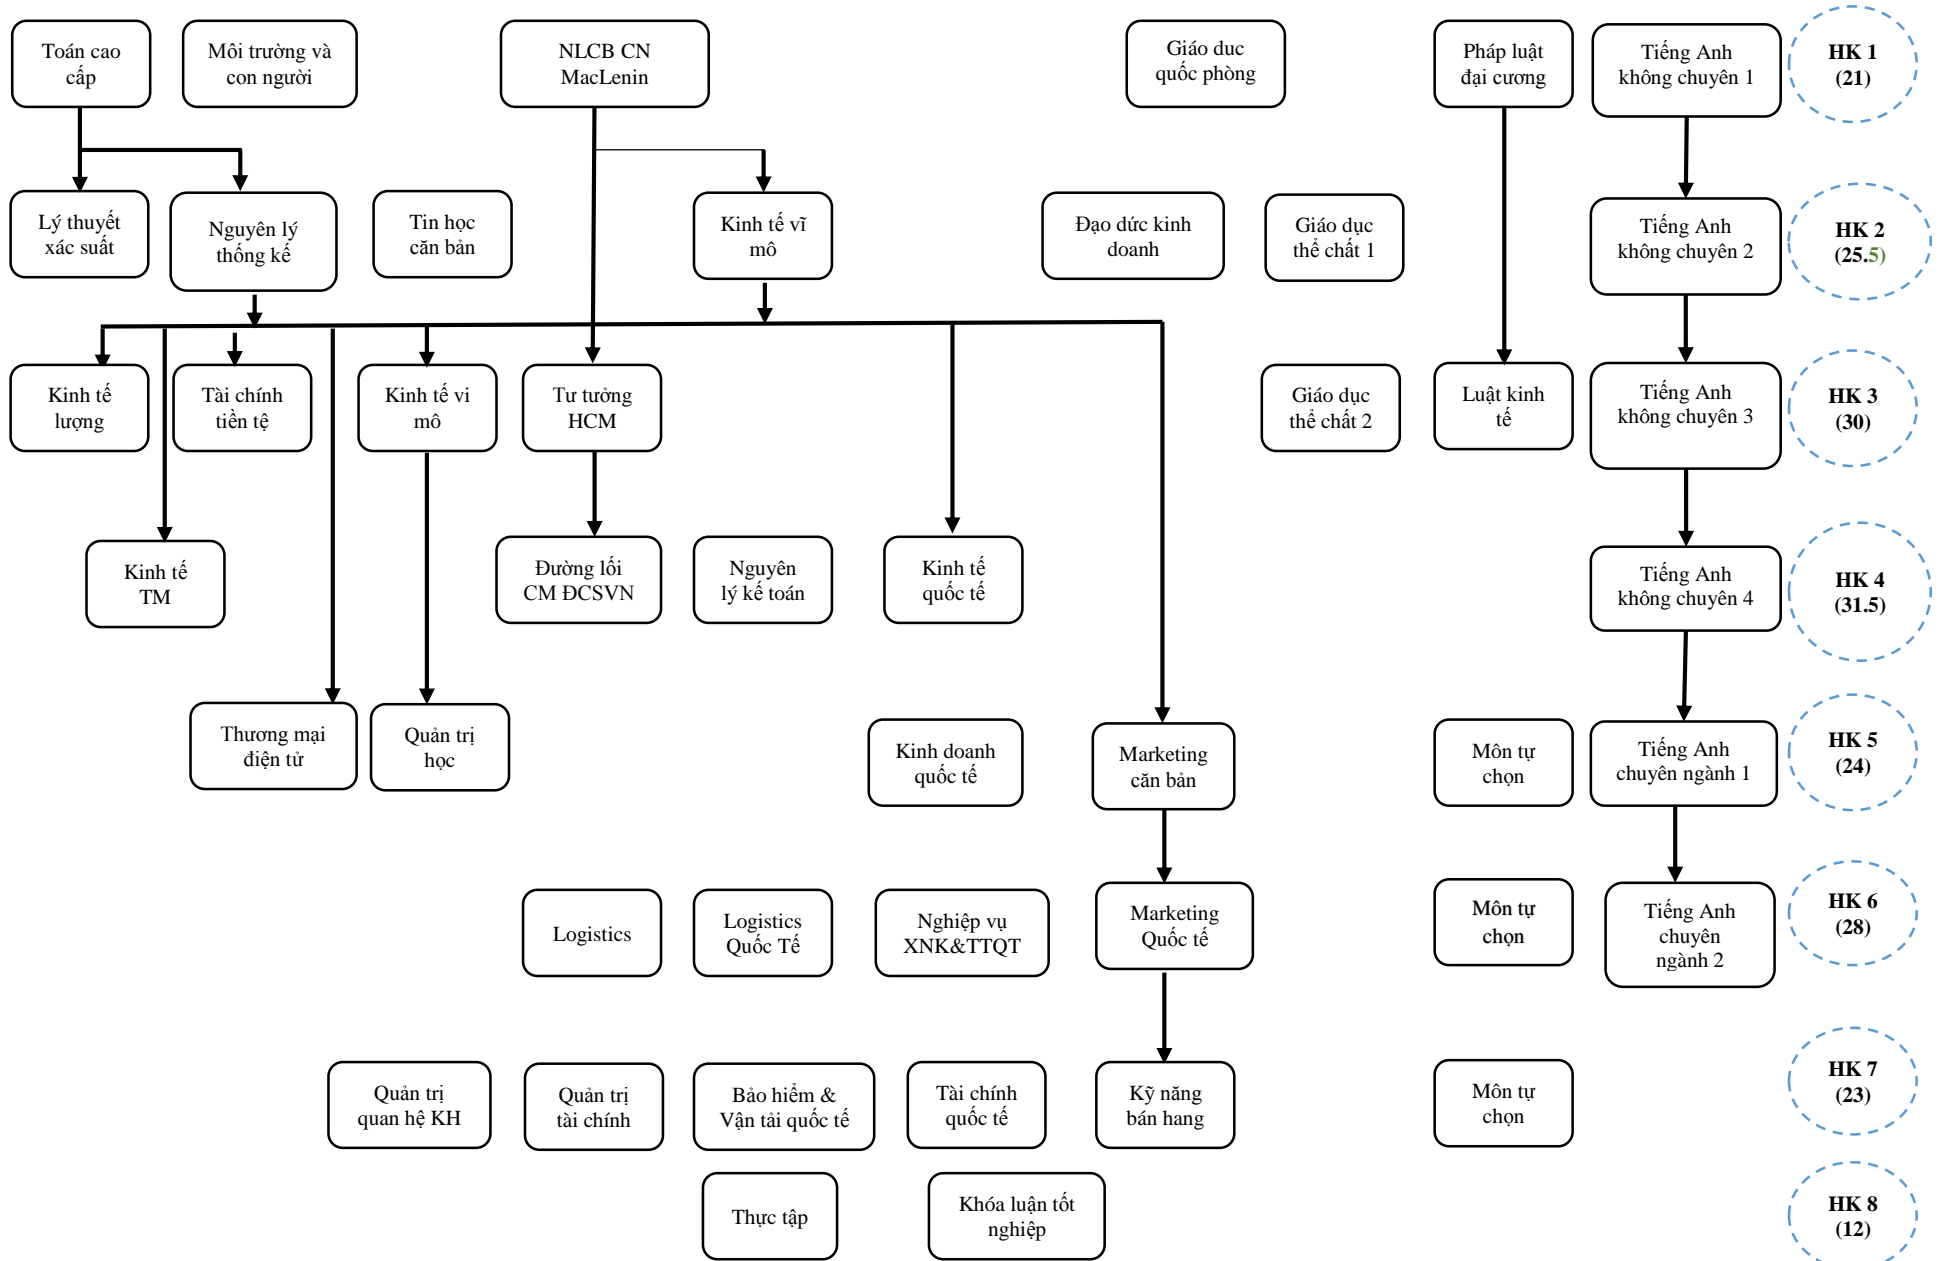 Toán cao
cấp
Môi trường và
con người
NLCB CN
MacLenin
Giáo duc
quốc phòng
Pháp luật
đại cương
Tiếng Anh
không chuyên 1
HK 1
(21)
Lý thuyết
xác suất
Nguyên lý
thống kế
Tin học
căn bản
Kinh tế vĩ
mô
Đạo dức kinh
doanh
Giáo dục
thể chất 1
Tiếng Anh
không chuyên 2
HK 2
(25.5)
Kinh tế
lượng
Tài chính
tiền tệ
Kinh tế vi
mô
Tư tưởng
HCM
Giáo dục
thể chất 2
Luật kinh
tế
Tiếng Anh
không chuyên 3
HK 3
(30)
Kinh tế
TM
Đường lối
CM ĐCSVN
Nguyên
lý kế toán
Kinh tế
quốc tế
Tiếng Anh
không chuyên 4
HK 4
(31.5)
Thương mại
điện tử
Quản trị
học
Kinh doanh
quốc tế
Marketing
căn bản
Môn tự
chọn
Tiếng Anh
chuyên ngành 1
HK 5
(24)
Logistics
Logistics
Quốc Tế
Nghiệp vụ
XNK&TTQT
Marketing
Quốc tế
Môn tự
chọn
Tiếng Anh
chuyên
ngành 2
HK 6
(28)
Quản trị
quan hệ KH
Quản trị
tài chính
Bảo hiểm &
Vận tải quốc tế
Tài chính
quốc tế
Kỹ năng
bán hang
Môn tự
chọn
HK 7
(23)
Thực tập
Khóa luận tốt
nghiệp
HK 8
(12)